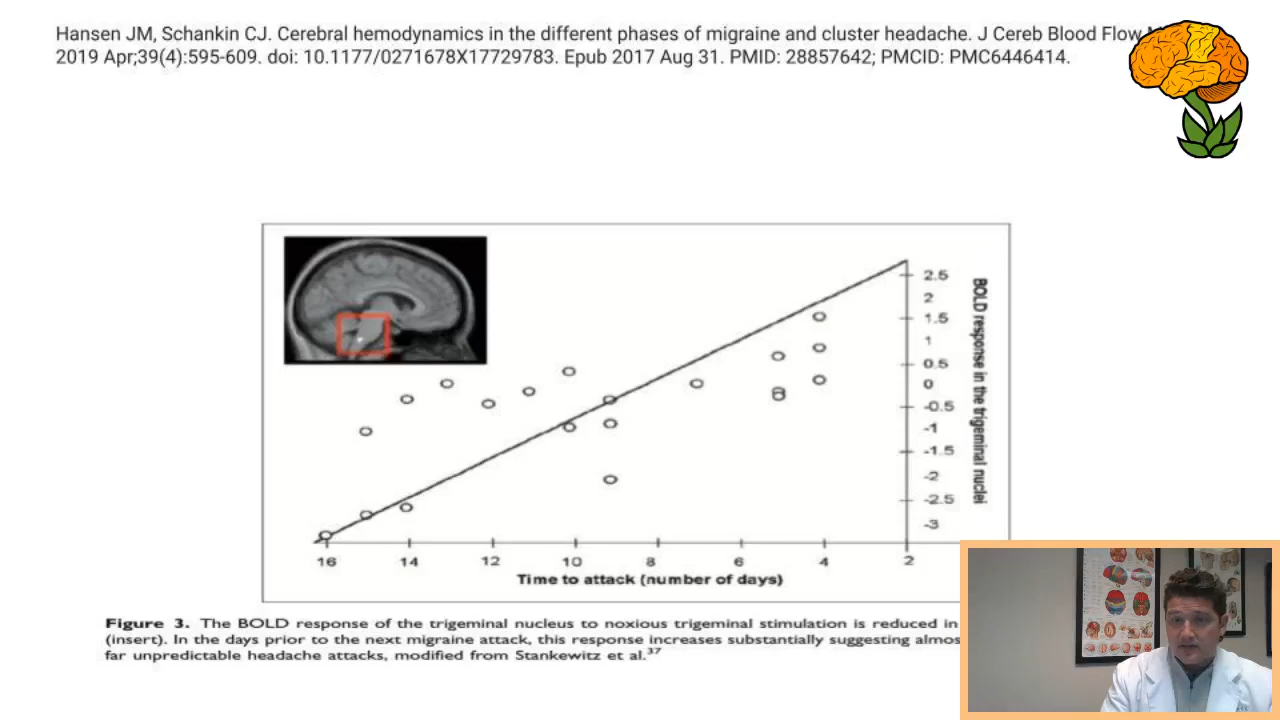 Hansen JM, Schankin CJ. Cerebral hemodynamics in the different phases of migraine and cluster headache. J Cereb Blood Flow
2019 Apr;39(4):595-609. doi: 10.1177/0271678X17729783. Epub 2017 Aug 31. PMID: 28857642; PMCID: PMC6446414.
2.5
2
1.5
1
0.5
0
-0.5
-1
-1.5
-2
-2.5
-3
BOLD response in the trigeminal nuclei
16 14 12 10 8 6 4 2
Time to attack (number of days)
Figure 3. The BOLD response of the trigeminal nucleus to noxious trigeminal stimulation is reduced in
(insert). In the days prior to the next migraine attack, this response increases substantially suggesting almos
far unpredictable headache attacks, modified from Stankewitz et al.37